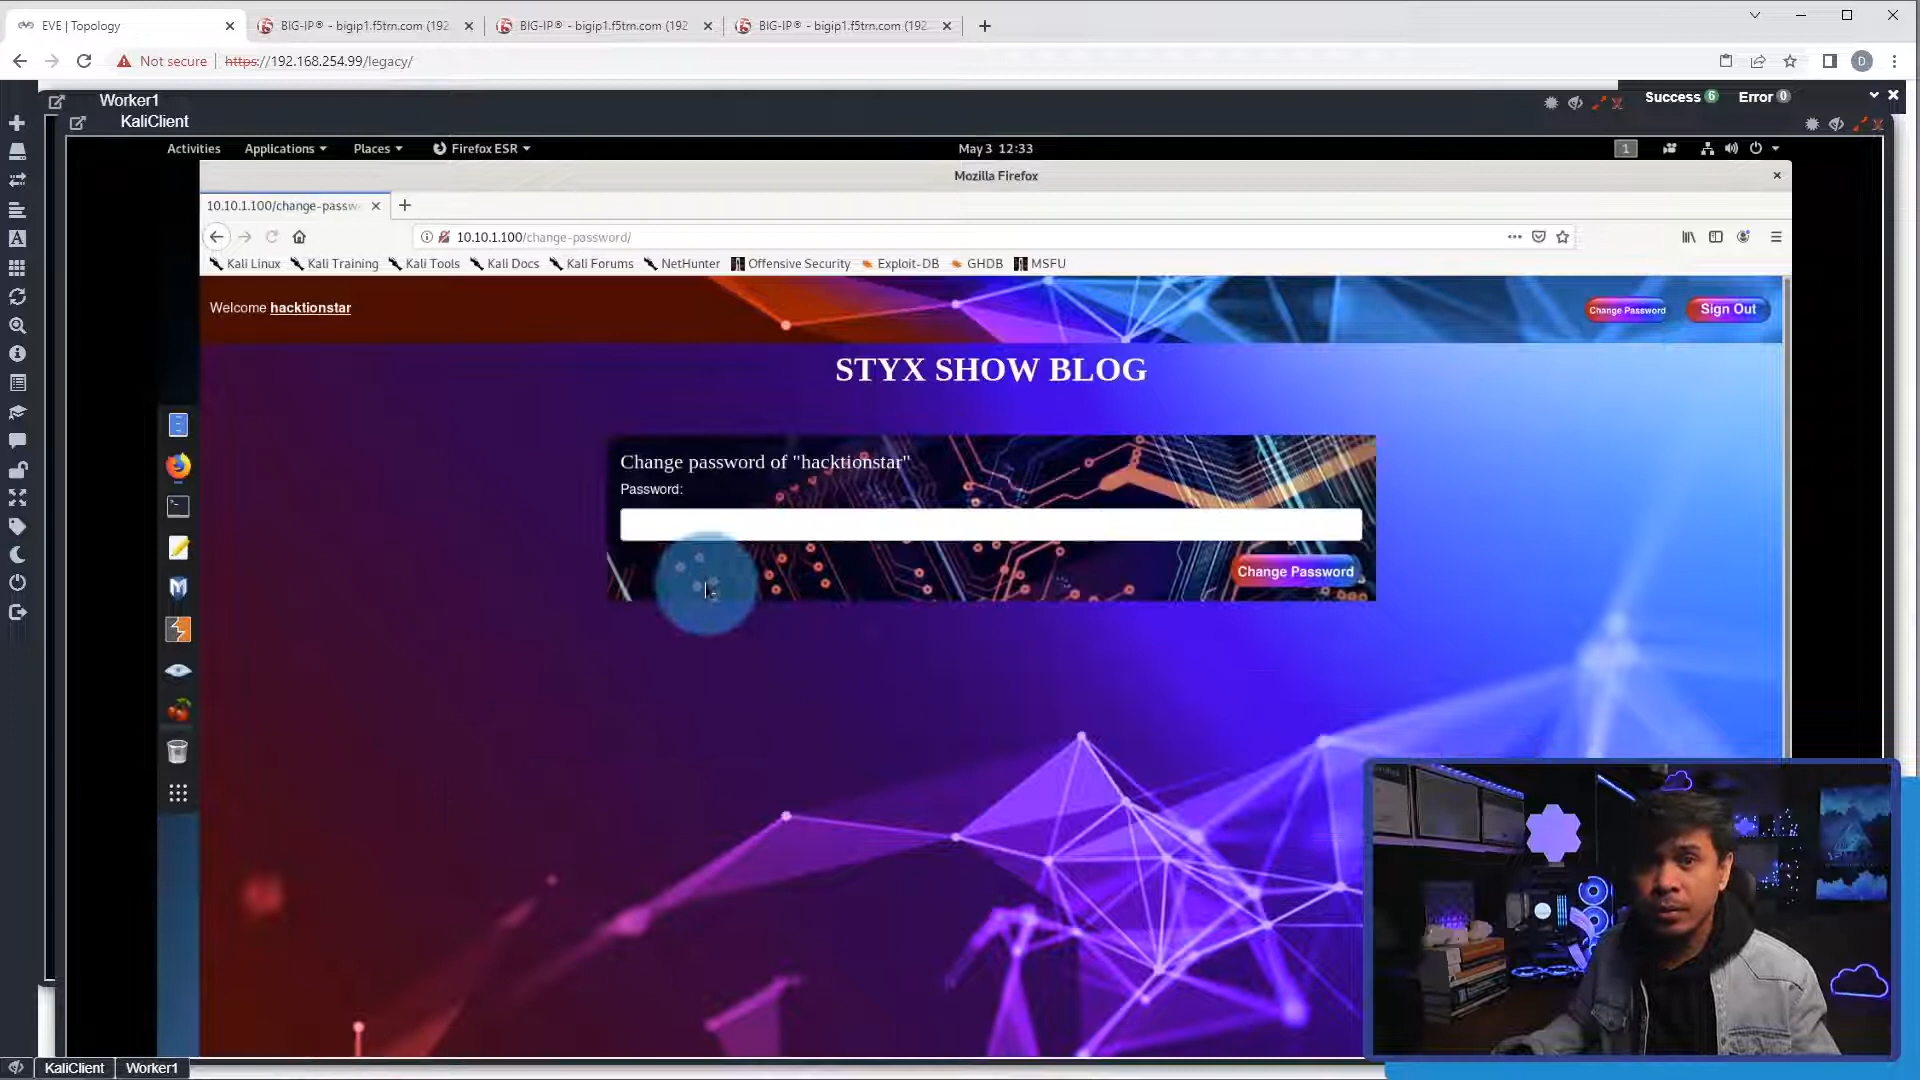 EVE | Topology
BIG-IP® - bigip1.f5trn.com (192
BIG-IP® - bigip1.f5trn.com (192
BIG-IP® - bigip1.f5trn.com (192
Not secure https://192.168.254.99/legacy/
D
Worker1
Success 6 Error 0
KaliClient
Activities Applications Places Firefox ESR May 3 12:33 1
Mozilla Firefox
10.10.1.100/change-passw
10.10.1.100/change-password/
Kali Linux Kali Training Kali Tools Kali Docs Kali Forums NetHunter Offensive Security Exploit-DB GHDB MSFU
Welcome hacktionstar
Change Password Sign Out
STYX SHOW BLOG
Change password of "hacktionstar"
Password:
Change Password
KaliClient Worker1